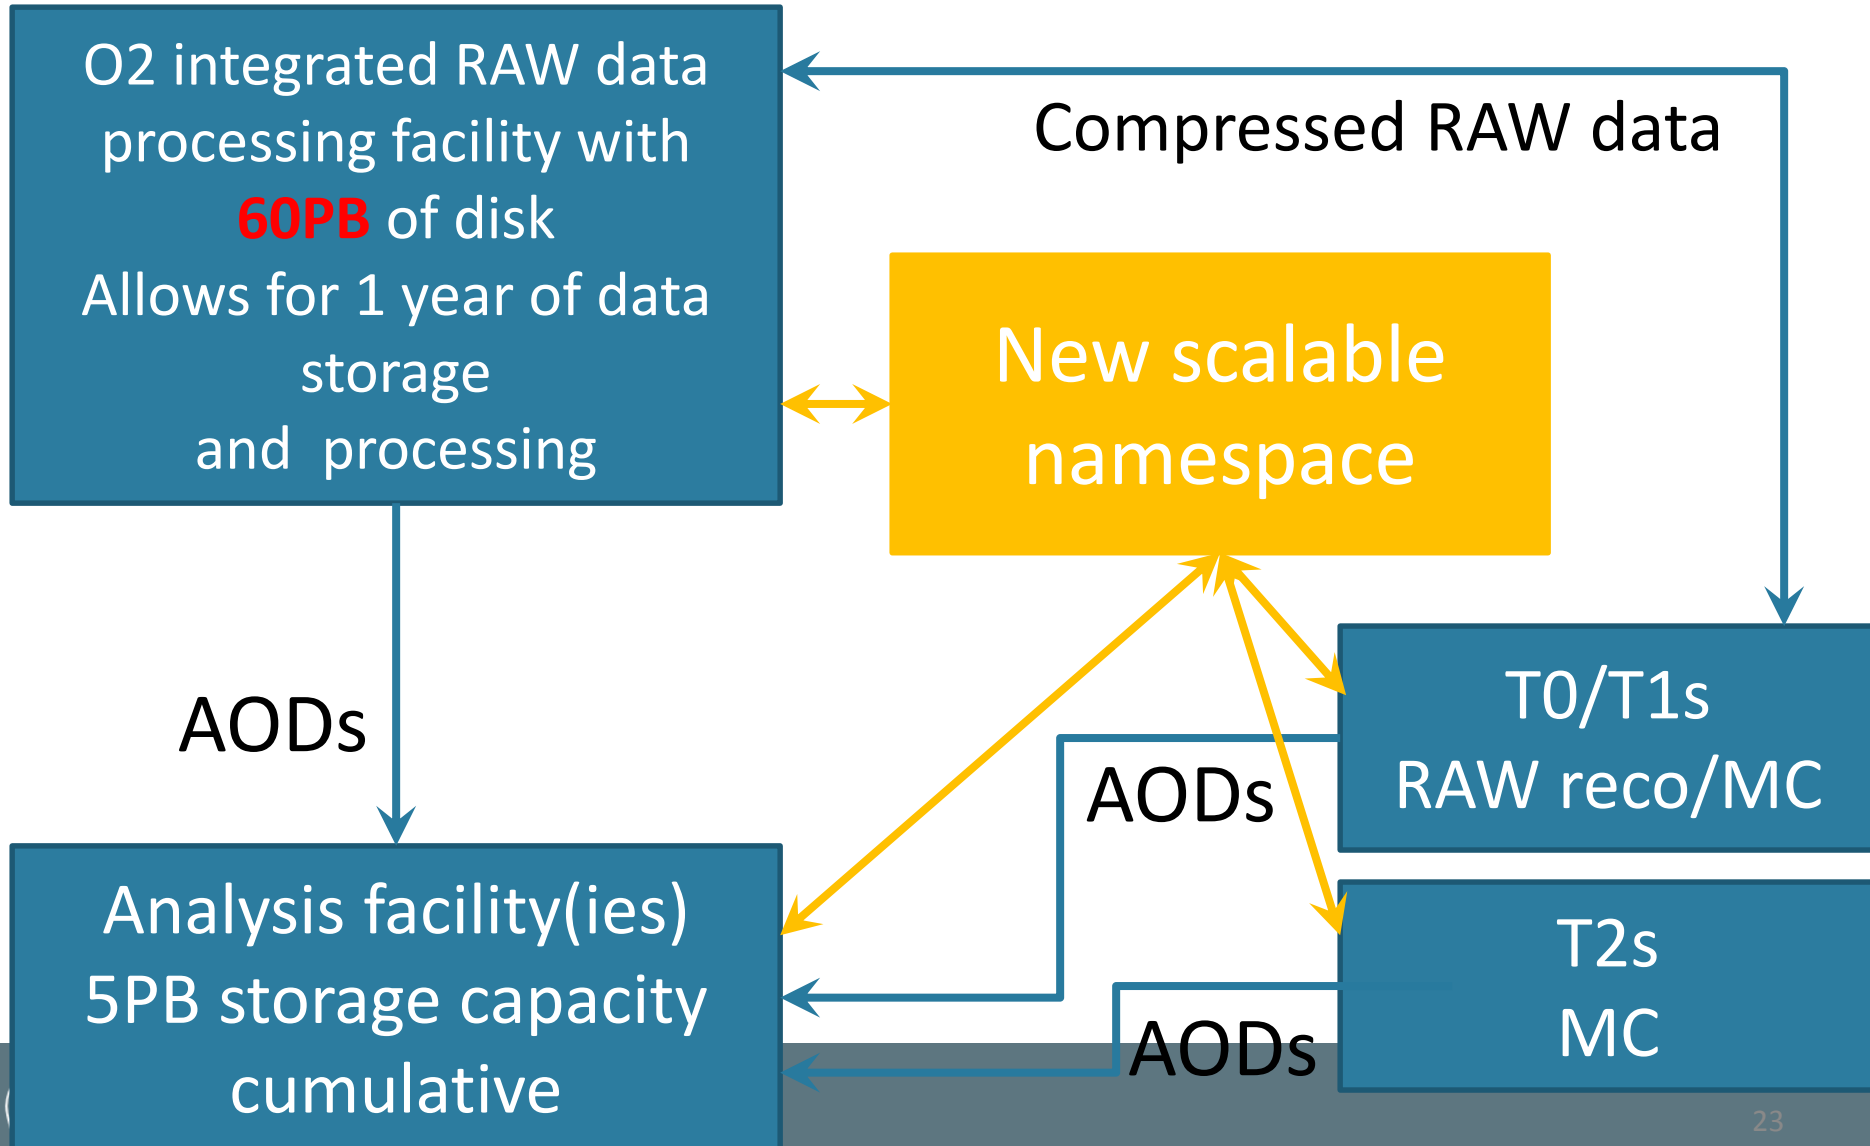 O2 integrated RAW data
processing facility with
60PB of disk
Allows for 1 year of data
storage
and processing
Compressed RAW data
New scalable
namespace
AODs
T0/T1s
RAW reco/MC
AODs
Analysis facility(ies)
5PB storage capacity
cumulative
T2s
MC
AODs
23